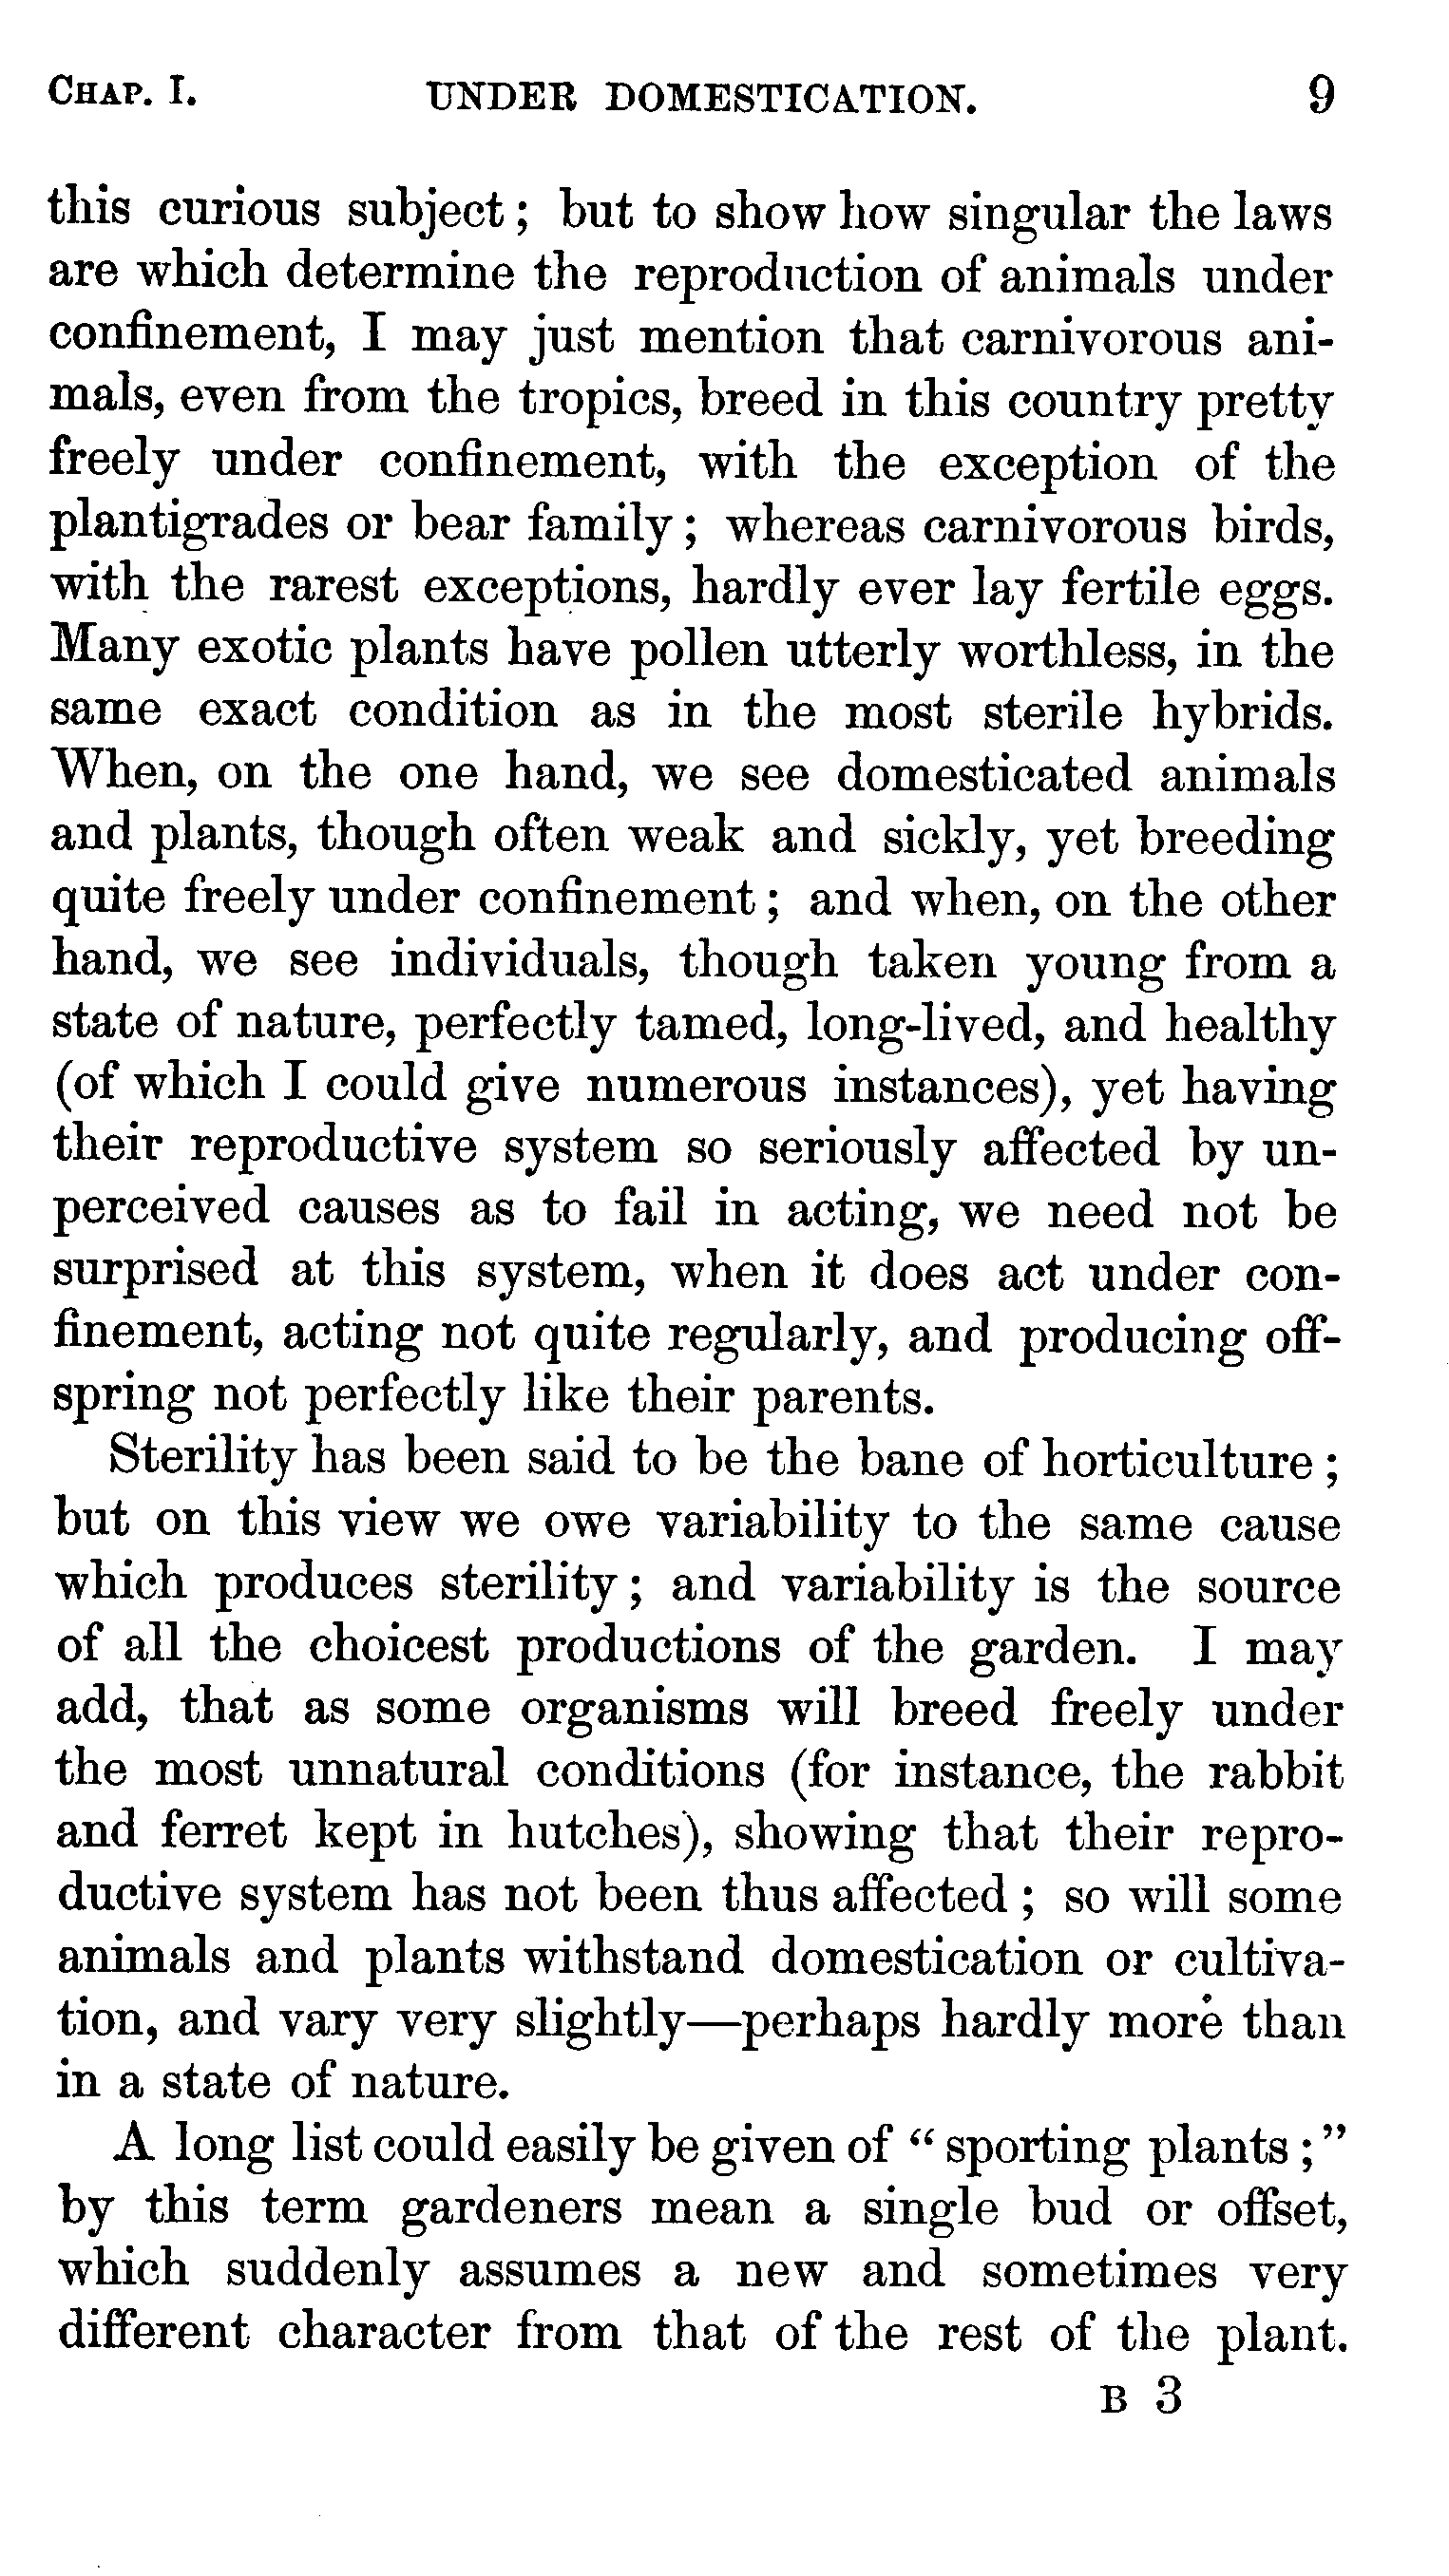 CHAP. I. UNDER DOMESTICATION. 9
this curious subject; but to show how singular the laws
are which determine the reproduction of animals under
confinement, I may just mention that carnivorous ani-
mals, even from the tropics, breed in this country pretty
freely under confinement, with the exception of the
plantigrades or bear family; whereas carnivorous birds,
with the rarest exceptions, hardly ever lay fertile eggs.
Many exotic plants have pollen utterly worthless, in the
same exact condition as in the most sterile hybrids.
When, on the one hand, we see domesticated animals
and plants, though often weak and sickly, yet breeding
quite freely under confinement; and when, on the other
hand, we see individuals, though taken young from a
state of nature, perfectly tamed, long-lived, and healthy
(of which I could give numerous instances), yet having
their reproductive system so seriously affected by un-
perceived causes as to fail in acting, we need not be
surprised at this system, when it does act under con-
finement, acting not quite regularly, and producing off-
spring not perfectly like their parents.
Sterility has been said to be the bane of horticulture;
but on this view we owe variability to the same cause
which produces sterility; and variability is the source
of all the choicest productions of the garden. I may
add, that as some organisms will breed freely under
the most unnatural conditions (for instance, the rabbit
and ferret kept in hutches), showing that their repro-
ductive system has not been thus affected; so will some
animals and plants withstand domestication or cultiva-
tion, and vary very slightly—perhaps hardly more than
in a state of nature.
A long list could easily be given of "sporting plants;"
by this term gardeners mean a single bud or offset,
which suddenly assumes a new and sometimes very
different character from that of the rest of the plant.
B 3